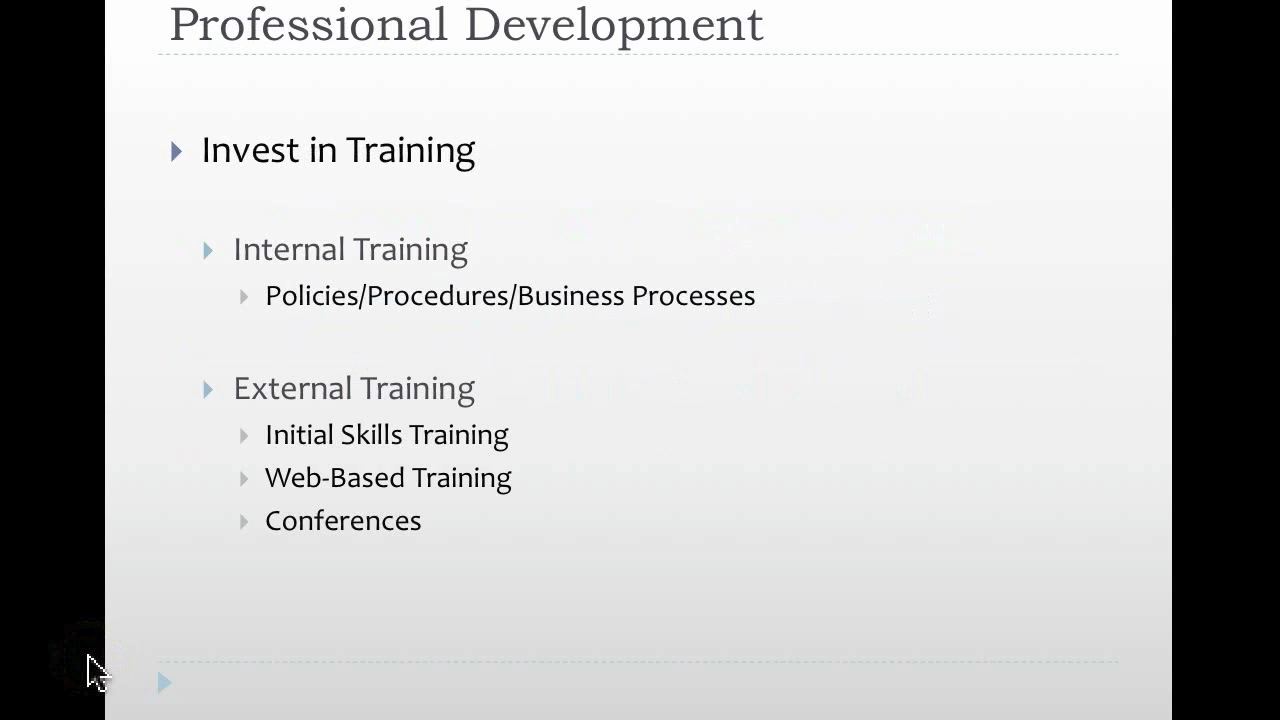 Professional Development
Invest in Training
Internal Training
Policies/Procedures/Business Processes
External Training
Initial Skills Training
Web-Based Training
Conferences